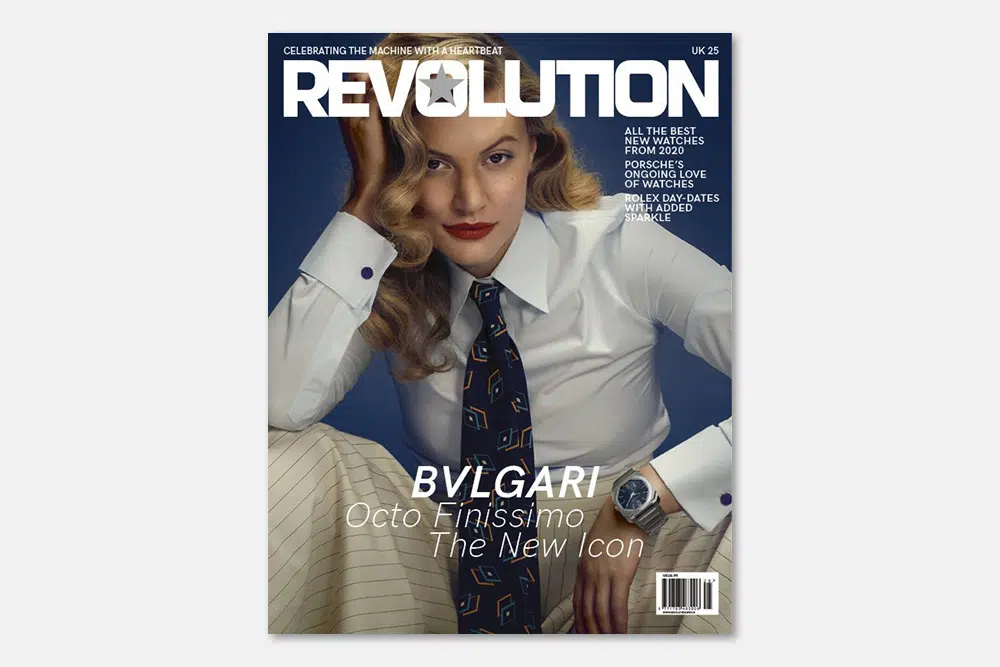 CELEBRATING THE MACHINE WITH A HEARTBEAT
UK 25
REVOLUTION
ALL THE BEST
NEW WATCHES
FROM 2020
PORSCHE'S
ONGOING LOVE
OF WATCHES
ROLEX DAY-DATES
WITH ADDED
SPARKLE
BVLGARI
Octo Finissimo
The New Icon